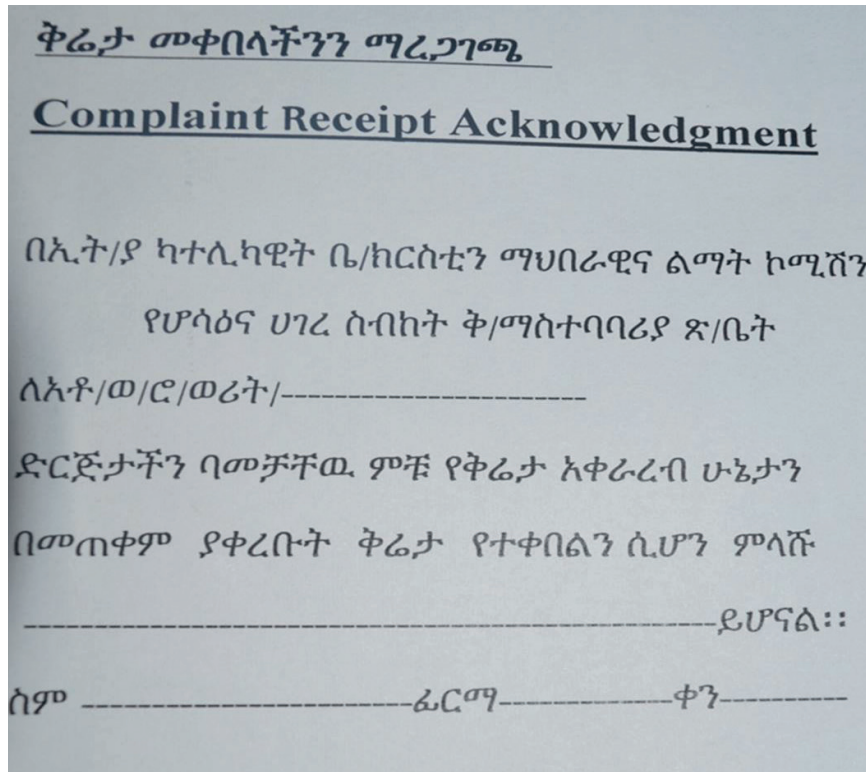 ቅሬታ መቀበላችንን ማረጋገጫ
Complaint Receipt Acknowledgment
በኢት/ያ ካተሊካዊት ቤ/ክርስቲን ማህበራዊና ልማት ኮሚሽን
የሆሳዕና ሀገረ ስብከት ቅ/ማስተባባሪያ ጽ/ቤት
ለአቶ/ወ/ሮ/ወሪት/-----------------------
ድርጅታችን ባመቻቸዉ ምቹ የቅሬታ አቀራረብ ሁኔታን
በመጠቀም ያቀረቡት ቅሬታ የተቀበልን ሲሆን ምላሹ
-------------------------------------------------ይሆናል፡፡
ስም -----------------------ፊርማ------------ቀን---------